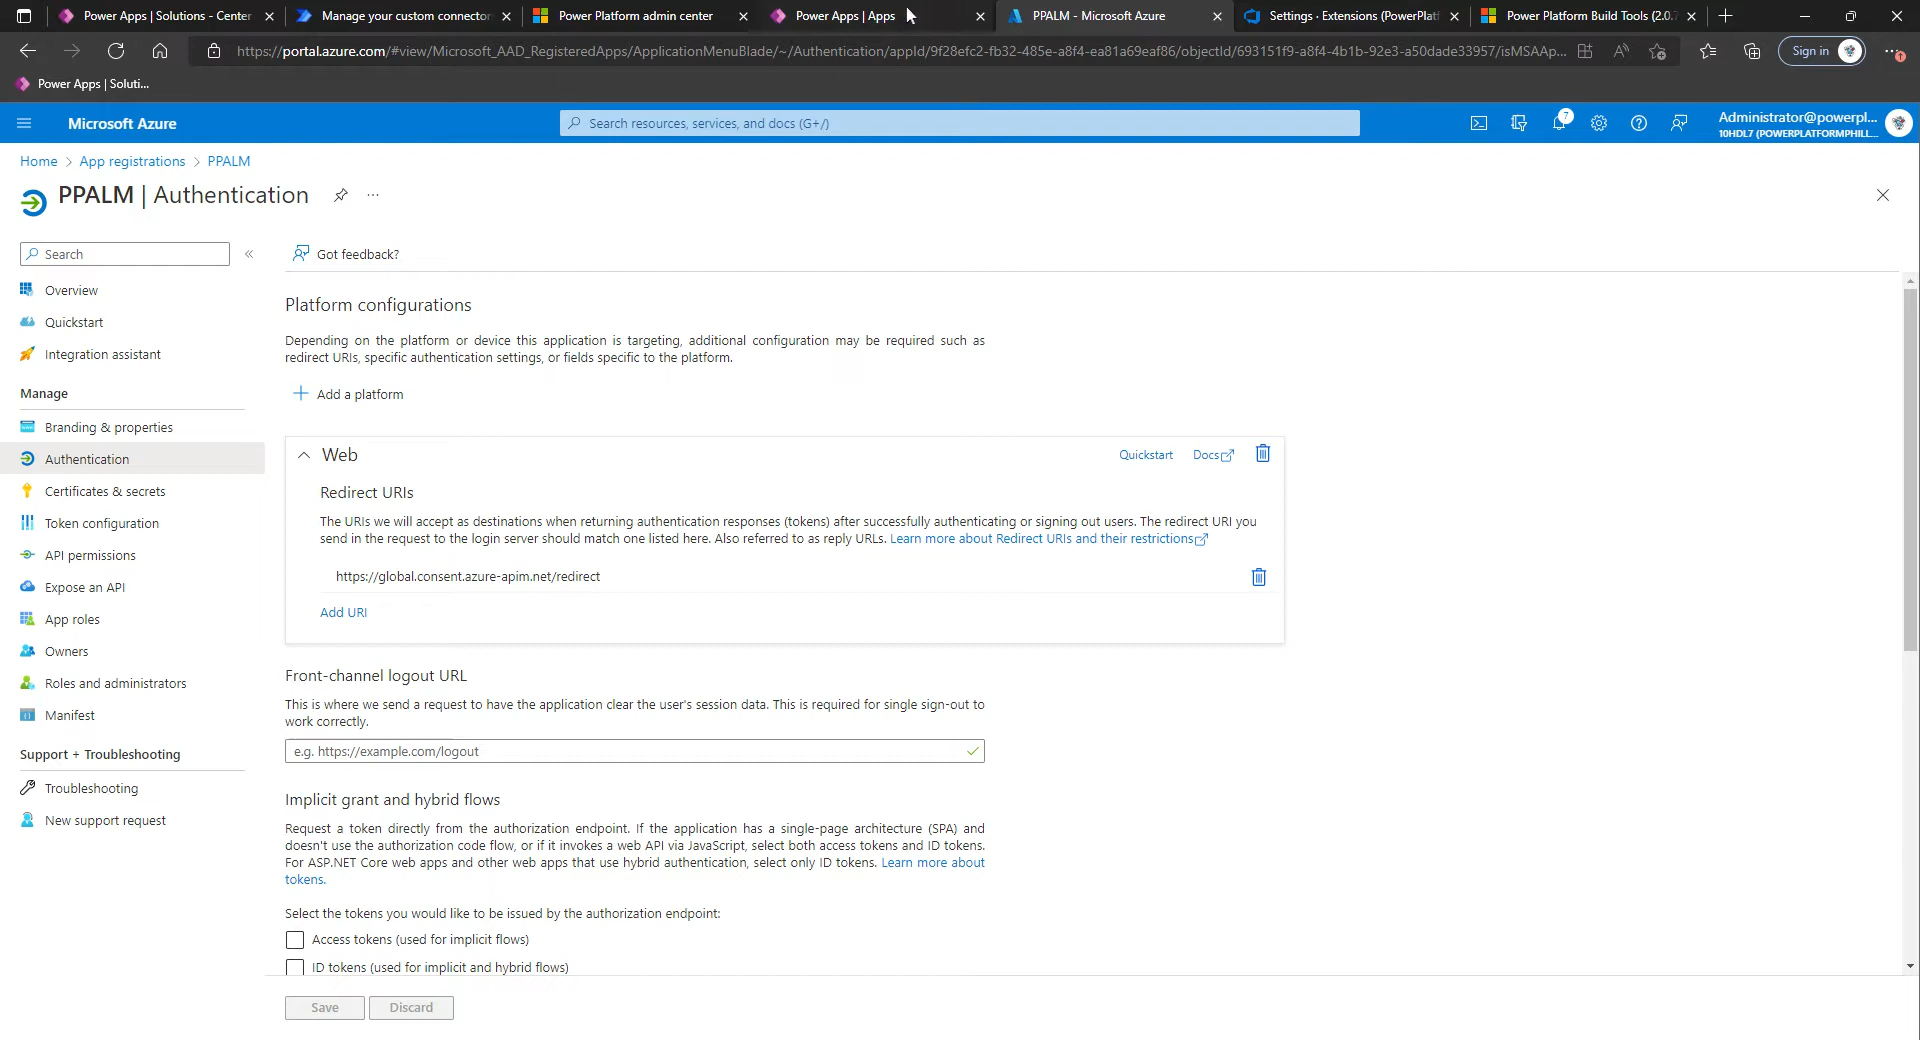 Power Apps | Solutions - Center
Manage your custom connector
Power Platform admin center
Power Apps | Apps
PPALM - Microsoft Azure
Settings · Extensions (PowerPlatf
Power Platform Build Tools (2.0.
https://portal.azure.com/#view/Microsoft_AAD_RegisteredApps/ApplicationMenuBlade/~/Authentication/appId/9f28efc2-fb32-485e-a8f4-ea81a69eaf86/objectId/693151f9-a8f4-4b1b-92e3-a50dade33957/isMSAAp...
Sign in
Power Apps | Soluti...
Microsoft Azure
Search resources, services, and docs (G+/)
7
Administrator@powerpl...
10HDL7 (POWERPLATFORMPHILL...
Home > App registrations > PPALM
PPALM | Authentication
Search
Got feedback?
Overview
Quickstart
Integration assistant
Manage
Branding & properties
Authentication
Certificates & secrets
Token configuration
API permissions
Expose an API
App roles
Owners
Roles and administrators
Manifest
Support + Troubleshooting
Troubleshooting
New support request
Platform configurations
Depending on the platform or device this application is targeting, additional configuration may be required such as
redirect URIs, specific authentication settings, or fields specific to the platform.
Add a platform
Web
Quickstart
Docs
Redirect URIs
The URIs we will accept as destinations when returning authentication responses (tokens) after successfully authenticating or signing out users. The redirect URI you
send in the request to the login server should match one listed here. Also referred to as reply URLs. Learn more about Redirect URIs and their restrictions
https://global.consent.azure-apim.net/redirect
Add URI
Front-channel logout URL
This is where we send a request to have the application clear the user's session data. This is required for single sign-out to
work correctly.
e.g. https://example.com/logout
Implicit grant and hybrid flows
Request a token directly from the authorization endpoint. If the application has a single-page architecture (SPA) and
doesn't use the authorization code flow, or if it invokes a web API via JavaScript, select both access tokens and ID tokens.
For ASP.NET Core web apps and other web apps that use hybrid authentication, select only ID tokens. Learn more about
tokens.
Select the tokens you would like to be issued by the authorization endpoint:
Access tokens (used for implicit flows)
ID tokens (used for implicit and hybrid flows)
Save
Discard